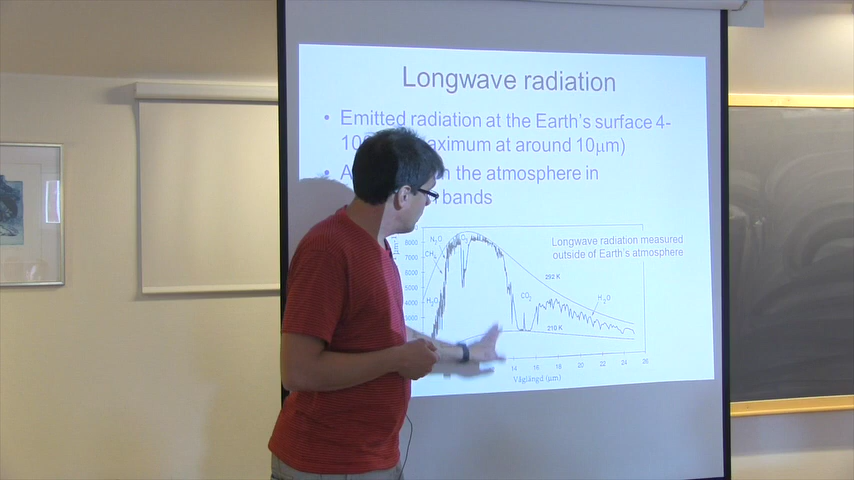 Longwave radiation
• Emitted radiation at the Earth's surface 4-
maximum at around 10μm)
• the atmosphere in
bands
Longwave radiation measured
outside of Earth's atmosphere
N2O
CH4
H2O
8000
7000
6000
5000
3000
292 K
CO2
H2O
210 K
14 16 18 20 22 24 26
Våglängd (μm)